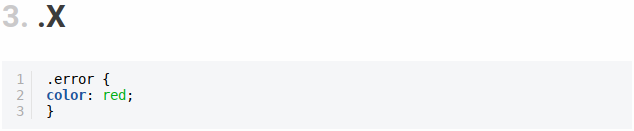 3. .X
1 .error {
2 color: red;
3 }